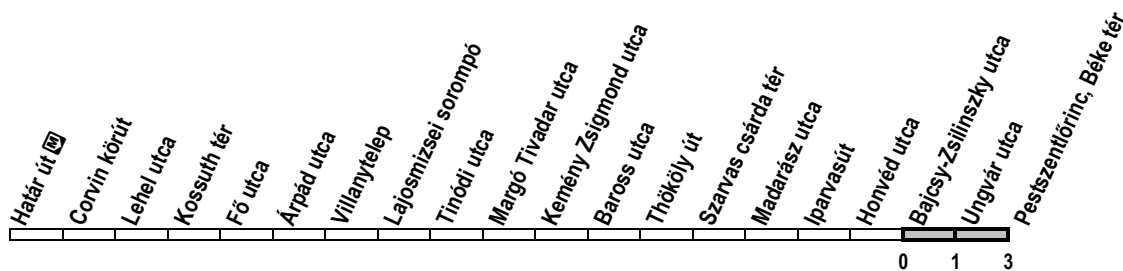 Határ út M
Corvin körút
Lehel utca
Kossuth tér
Fő utca
Árpád utca
Villanytelep
Lajosmizsei sorompó
Tinódi utca
Margó Tivadar utca
Kemény Zsigmond utca
Baross utca
Thököly út
Szarvas csárda tér
Madarász utca
Iparvasút
Honvéd utca
Bajcsy-Zsilinszky utca
Ungvár utca
Pestszentlőrinc, Béke tér
0 1 3